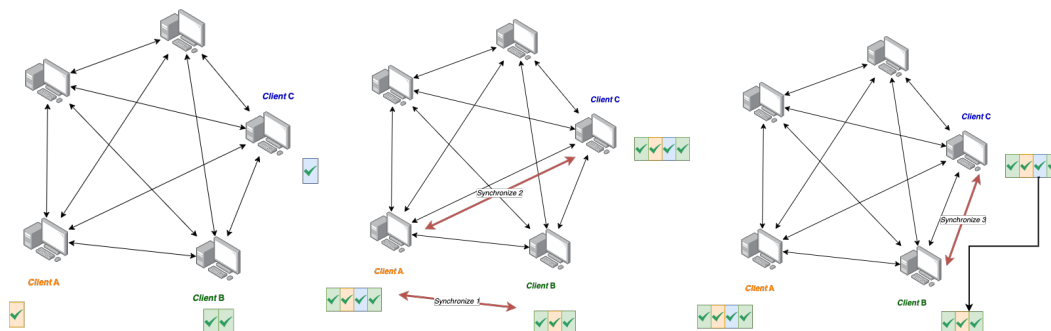 Client C
Client A
Client B
Client C
Synchronize 2
Client A
Synchronize 1
Client B
Client C
Synchronize 3
Client A
Client B